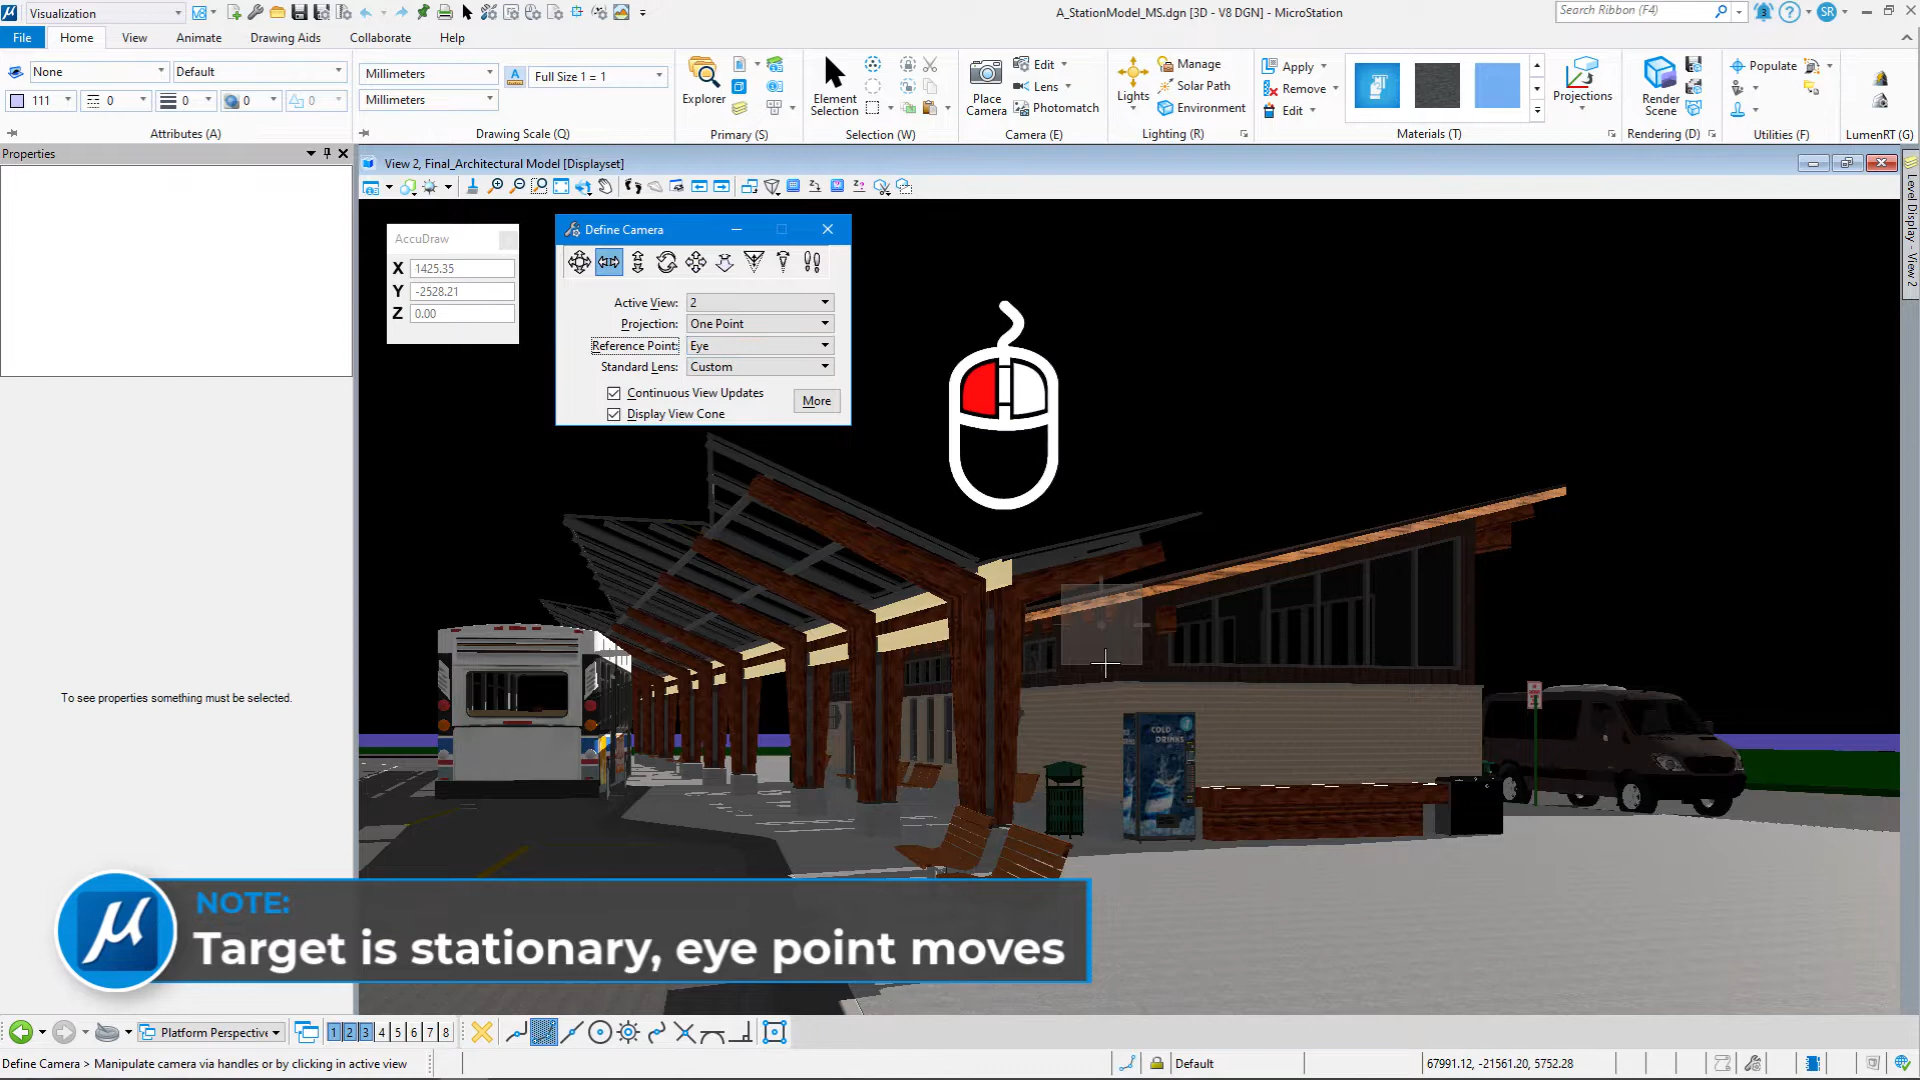 Visualization
A_StationModel_MS.dgn [3D - V8 DGN] - MicroStation
Search Ribbon (F4)
SR
File
Home
View
Animate
Drawing Aids
Collaborate
Help
None
Default
111
0
0
0
0
Attributes (A)
Millimeters
Full Size 1 = 1
Millimeters
Drawing Scale (Q)
Explorer
Primary (S)
Element
Selection
Selection (W)
Place
Camera
Edit
Lens
Photomatch
Camera (E)
Lights
Manage
Solar Path
Environment
Lighting (R)
Apply
Remove
Edit
Materials (T)
Projections
Render
Scene
Rendering (D)
Populate
Utilities (F)
LumenRT (G)
Properties
To see properties something must be selected.
View 2, Final_Architectural Model [Displayset]
Level Display - View 2
AccuDraw
X 1425.35
Y -2528.21
Z 0.00
Define Camera
Active View: 2
Projection: One Point
Reference Point: Eye
Standard Lens: Custom
Continuous View Updates
Display View Cone
More
COLD
DRINKS
NOTE:
Target is stationary, eye point moves
Platform Perspective
1 2 3 4 5 6 7 8
Define Camera > Manipulate camera via handles or by clicking in active view
Default
67991.12, -21561.20, 5752.28